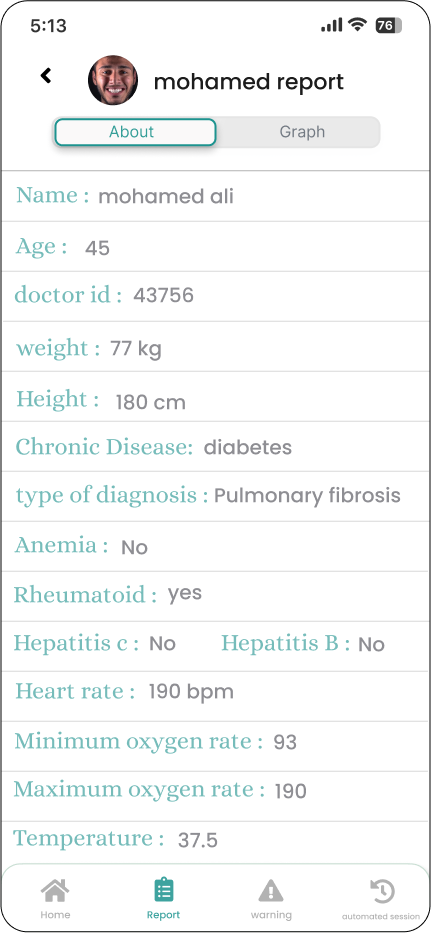 5:13
76
mohamed report
About Graph
Name : mohamed ali
Age : 45
doctor id : 43756
weight : 77 kg
Height : 180 cm
Chronic Disease: diabetes
type of diagnosis : Pulmonary fibrosis
Anemia : No
Rheumatoid : yes
Hepatitis c : No Hepatitis B : No
Heart rate : 190 bpm
Minimum oxygen rate : 93
Maximum oxygen rate : 190
Temperature : 37.5
Home Report warning automated session